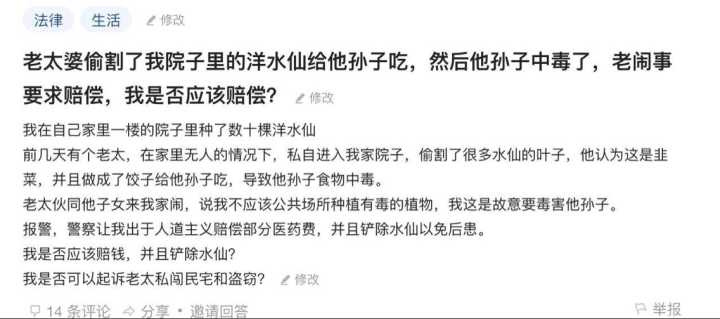 法律 生活 修改
老太婆偷割了我院子里的洋水仙给他孙子吃，然后他孙子中毒了，老闹事
要求赔偿，我是否应该赔偿？ 修改
我在自己家里一楼的院子里种了数十棵洋水仙
前几天有个老太，在家里无人的情况下，私自进入我家院子，偷割了很多水仙的叶子，他认为这是韭
菜，并且做成了饺子给他孙子吃，导致他孙子食物中毒。
老太伙同他子女来我家闹，说我不应该公共场所种植有毒的植物，我这是故意要毒害他孙子。
报警，警察让我出于人道主义赔偿部分医药费，并且铲除水仙以免后患。
我是否应该赔钱，并且铲除水仙？
我是否可以起诉老太私闯民宅和盗窃？ 修改
14 条评论 分享 • 邀请回答 举报